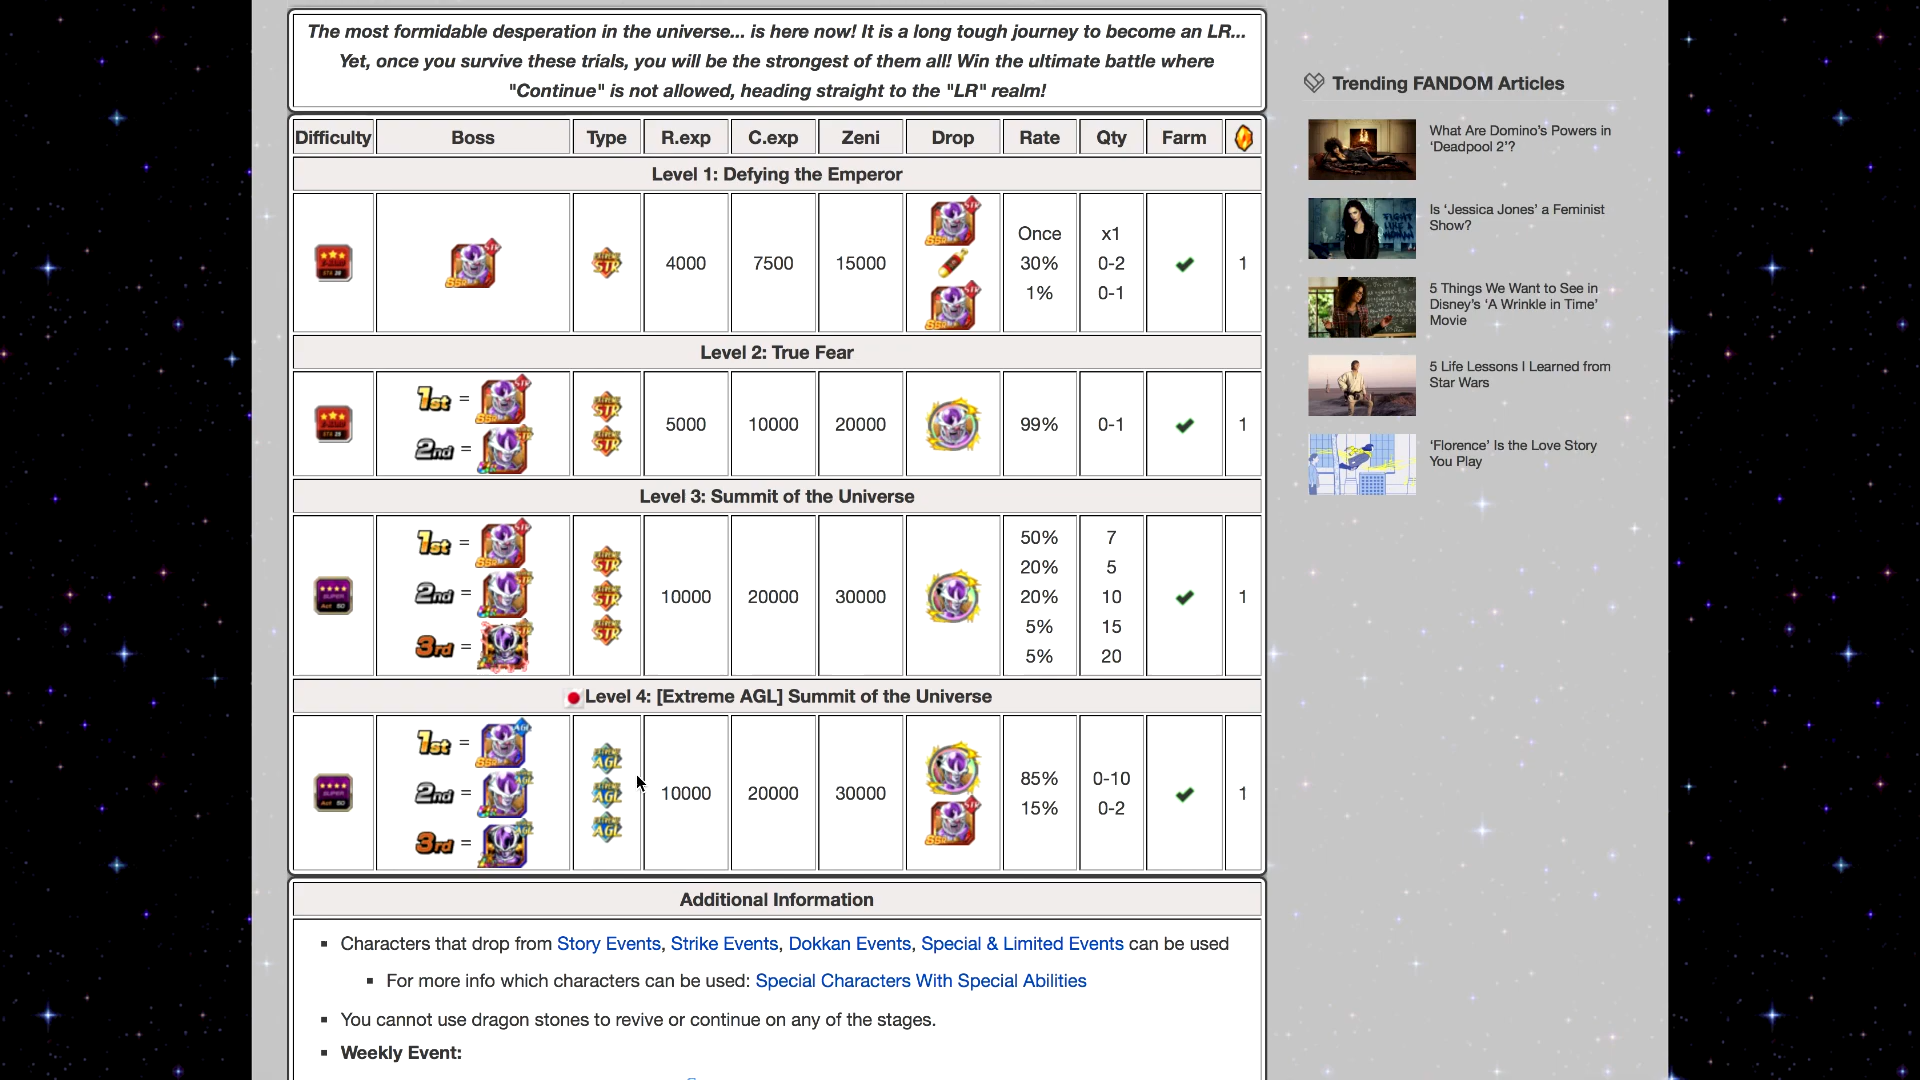 The most formidable desperation in the universe... is here now! It is a long tough journey to become an LR...
Yet, once you survive these trials, you will be the strongest of them all! Win the ultimate battle where
"Continue" is not allowed, heading straight to the "LR" realm!
Difficulty Boss Type R.exp C.exp Zeni Drop Rate Qty Farm
Level 1: Defying the Emperor
4000 7500 15000 1
Once x1
30% 0-2
1% 0-1
Level 2: True Fear
1st =
2nd =
5000 10000 20000 99% 0-1 1
Level 3: Summit of the Universe
1st =
2nd =
3rd =
10000 20000 30000 1
50% 7
20% 5
20% 10
5% 15
5% 20
Level 4: [Extreme AGL] Summit of the Universe
1st =
2nd =
3rd =
10000 20000 30000 1
85% 0-10
15% 0-2
Additional Information
Characters that drop from Story Events, Strike Events, Dokkan Events, Special & Limited Events can be used
For more info which characters can be used: Special Characters With Special Abilities
You cannot use dragon stones to revive or continue on any of the stages.
Weekly Event:
Trending FANDOM Articles
What Are Domino's Powers in
'Deadpool 2'?
Is 'Jessica Jones' a Feminist
Show?
5 Things We Want to See in
Disney's 'A Wrinkle in Time'
Movie
5 Life Lessons I Learned from
Star Wars
'Florence' Is the Love Story
You Play